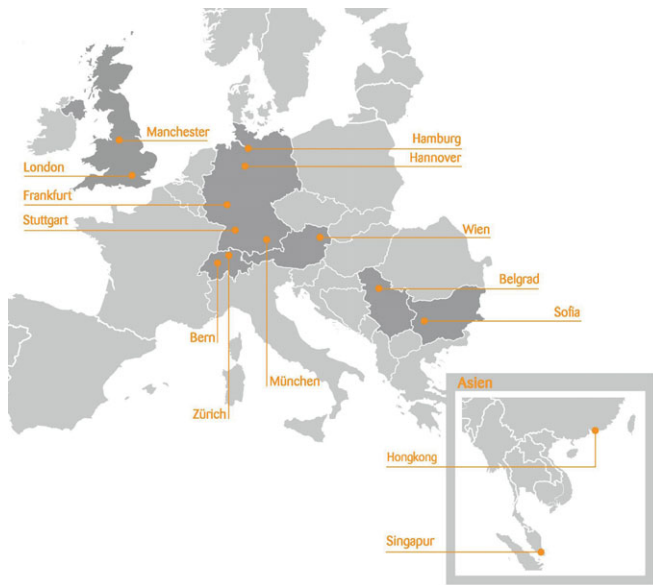 Manchester
Hamburg
Hannover
London
Frankfurt
Stuttgart
Wien
Belgrad
Sofia
Bern
München
Zürich
Asien
Hongkong
Singapur